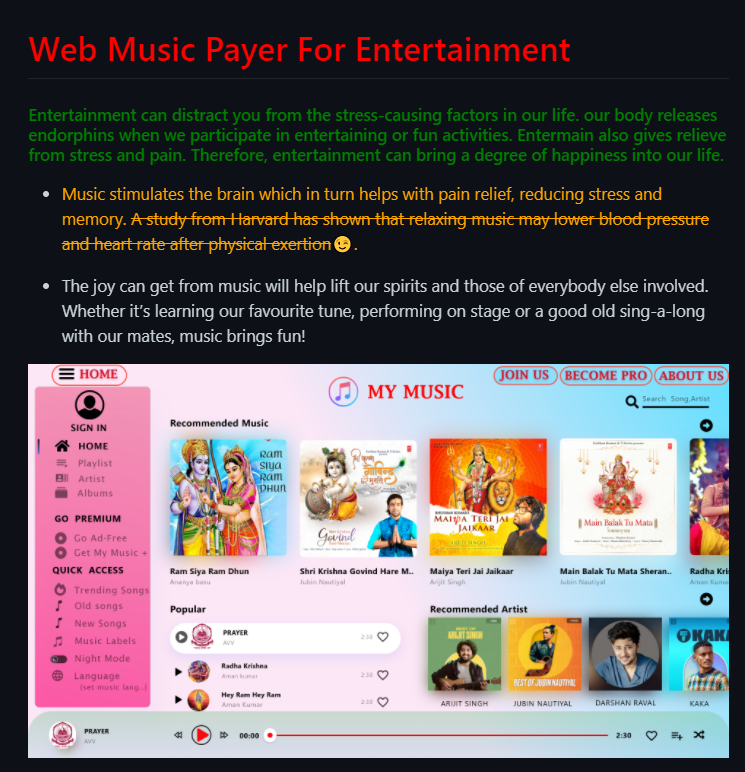 Web Music Payer For Entertainment
Entertainment can distract you from the stress-causing factors in our life. our body releases
endorphins when we participate in entertaining or fun activities. Entermain also gives relieve
from stress and pain. Therefore, entertainment can bring a degree of happiness into our life.
Music stimulates the brain which in turn helps with pain relief, reducing stress and
memory. A study from Harvard has shown that relaxing music may lower blood pressure
and heart rate after physical exertion😉.
The joy can get from music will help lift our spirits and those of everybody else involved.
Whether it’s learning our favourite tune, performing on stage or a good old sing-a-long
with our mates, music brings fun!
HOME
MY MUSIC
JOIN US
BECOME PRO
ABOUT US
Search Song,Artist
SIGN IN
HOME
Playlist
Artist
Albums
GO PREMIUM
Go Ad-Free
Get My Music +
QUICK ACCESS
Trending Songs
Old songs
New Songs
Music Labels
Night Mode
Language
(set music lang..)
Recommended Music
RAM
SIYA
RAM
DHUN
Govind
MAIYA TERI JAI
JAIKAAR
Main Balak Tu Mata
Ram Siya Ram Dhun
Ananya basu
Shri Krishna Govind Hare M..
Jubin Nautiyal
Maiya Teri Jai Jaikaar
Arijit Singh
Main Balak Tu Mata Sheran..
Jubin Nautiyal
Radha Kris
Aman Kumar
Popular
PRAYER
AVV
2:30
Radha Krishna
Aman kumar
2:30
Hey Ram Hey Ram
Aman Kumar
2:30
Recommended Artist
ARIJIT SINGH
BEST OF JUBIN NAUTIYAL
KAKA
ARIJIT SINGH
JUBIN NAUTIYAL
DARSHAN RAVAL
KAKA
PRAYER
AVV
00:00
2:30